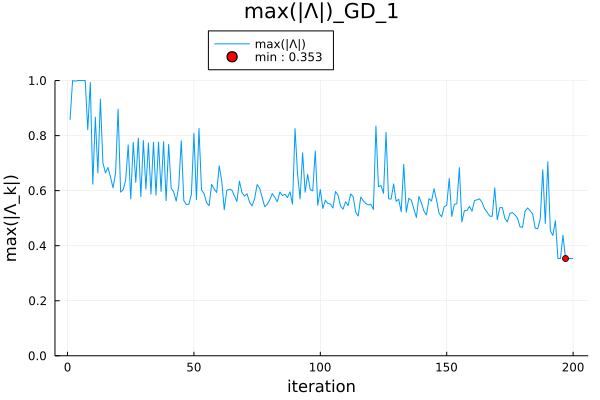 max(|Λ|)_GD_1
max(|Λ|)
min : 0.353
1.0
0.8
0.6
0.4
0.2
0.0
max(|Λ_k|)
0 50 100 150 200
iteration